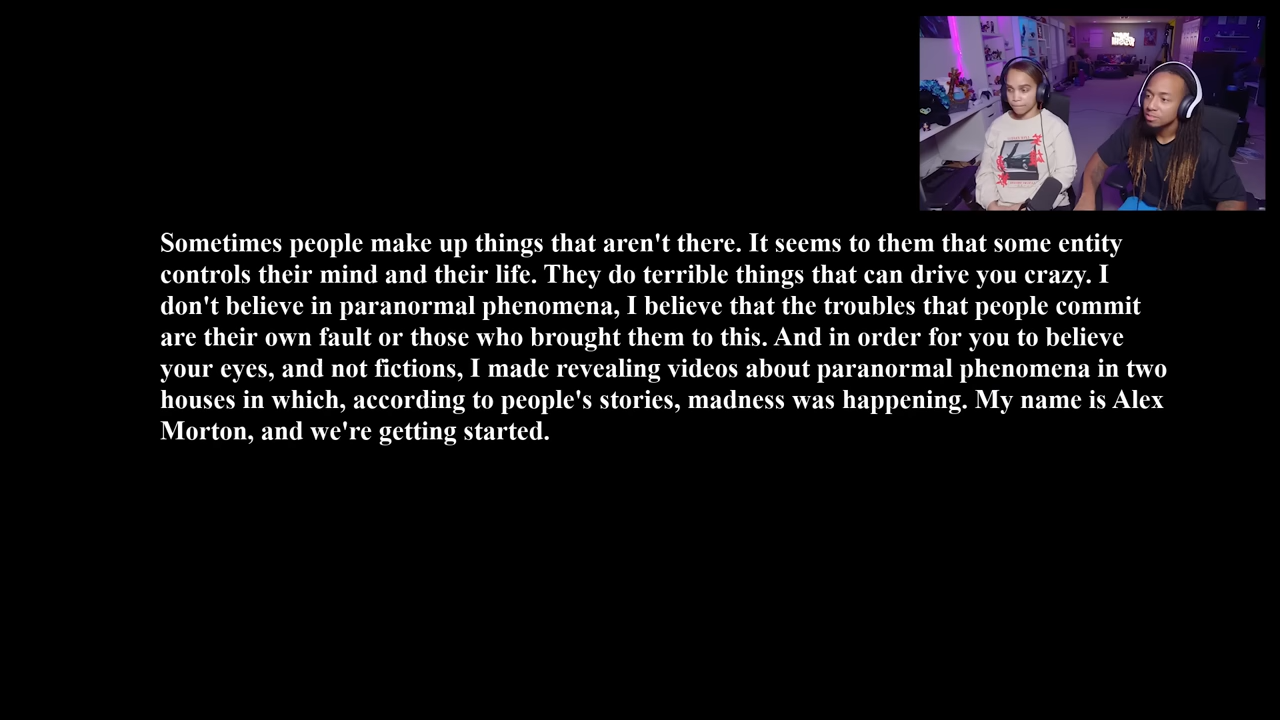 Sometimes people make up things that aren't there. It seems to them that some entity
controls their mind and their life. They do terrible things that can drive you crazy. I
don't believe in paranormal phenomena, I believe that the troubles that people commit
are their own fault or those who brought them to this. And in order for you to believe
your eyes, and not fictions, I made revealing videos about paranormal phenomena in two
houses in which, according to people's stories, madness was happening. My name is Alex
Morton, and we're getting started.